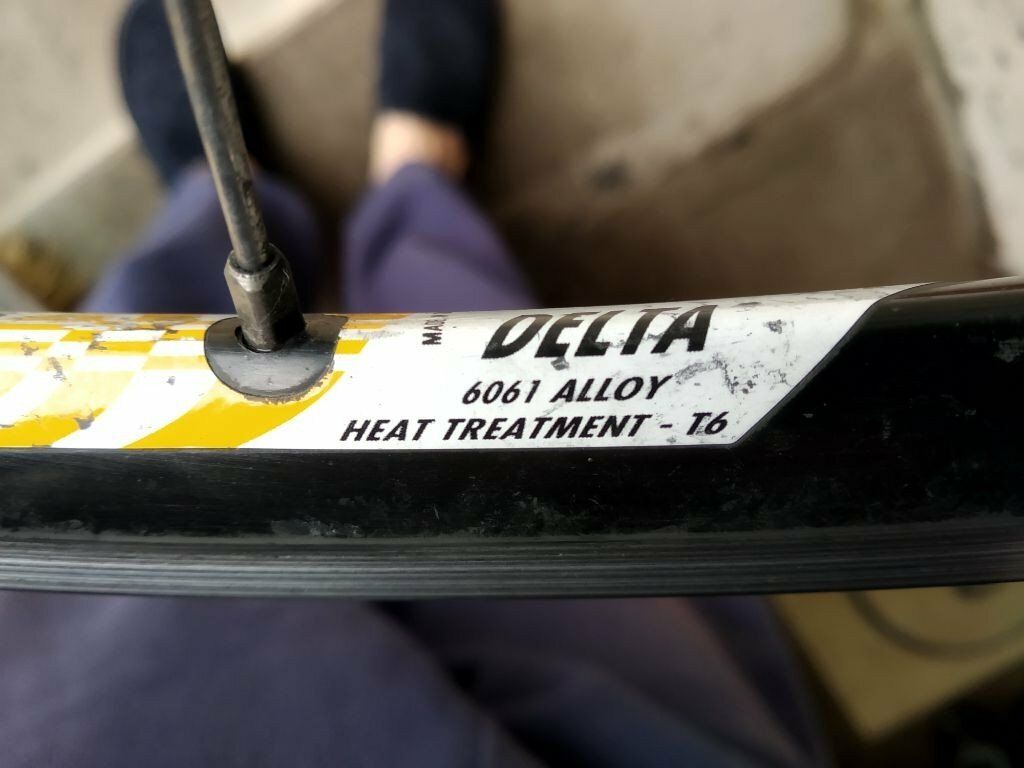 DELTA
6061 ALLOY
HEAT TREATMENT - T6